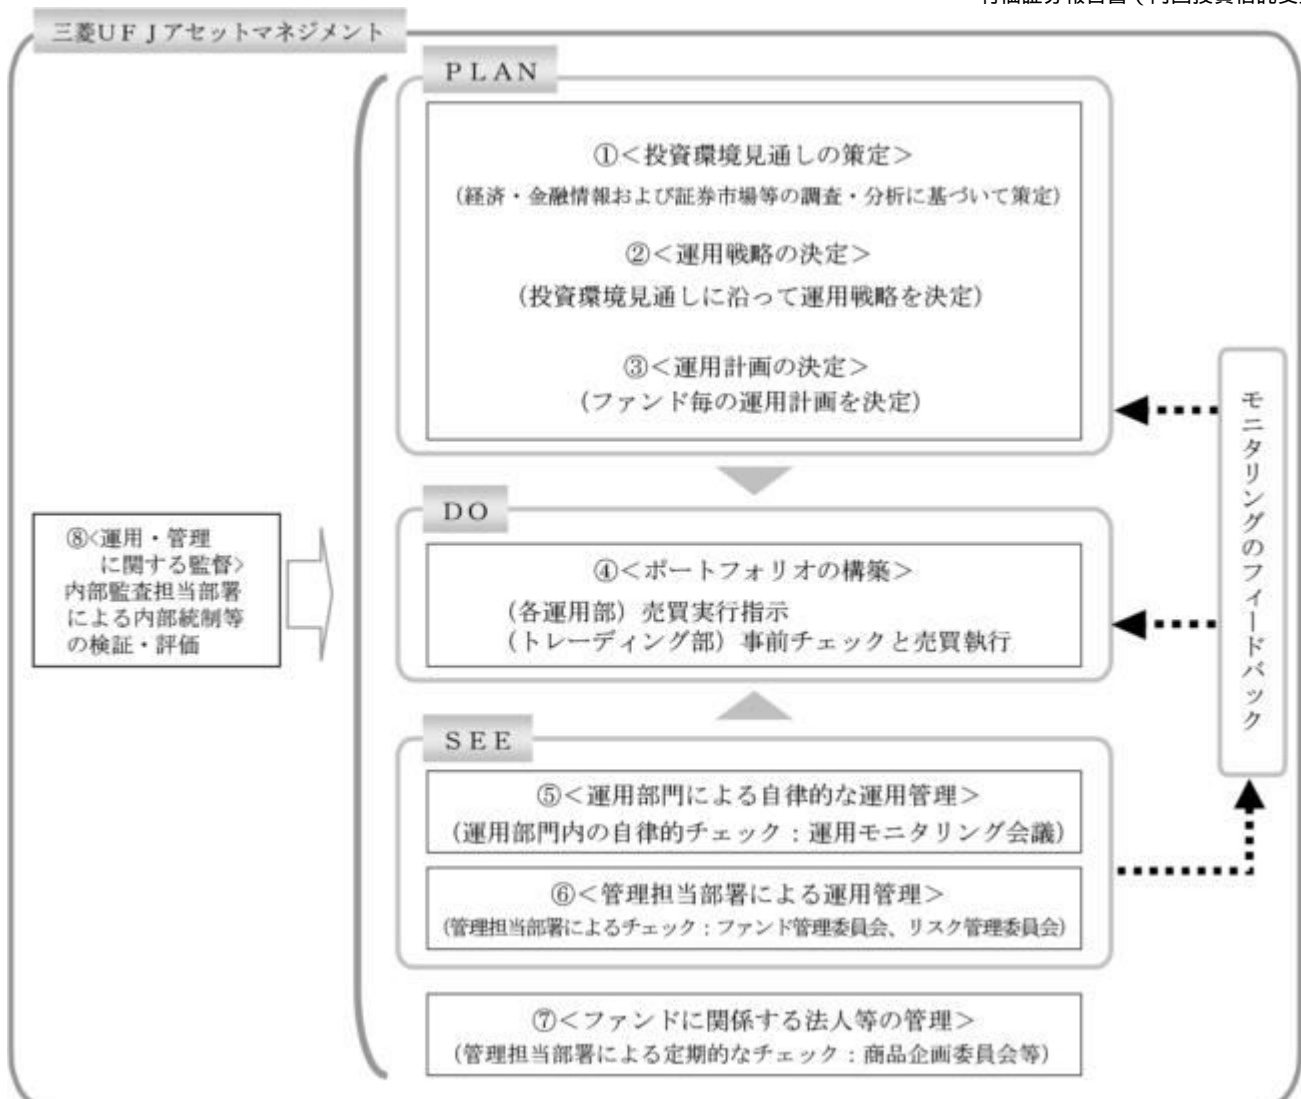 三菱UFJアセットマネジメント
PLAN
①＜投資環境見通しの策定＞
（経済・金融情報および証券市場等の調査・分析に基づいて策定）
②＜運用戦略の決定＞
（投資環境見通しに沿って運用戦略を決定）
③＜運用計画の決定＞
（ファンド毎の運用計画を決定）
DO
④＜ポートフォリオの構築＞
（各運用部）売買実行指示
（トレーディング部）事前チェックと売買執行
SEE
⑤＜運用部門による自律的な運用管理＞
（運用部門内の自律的チェック：運用モニタリング会議）
⑥＜管理担当部署による運用管理＞
（管理担当部署によるチェック：ファンド管理委員会、リスク管理委員会）
⑦＜ファンドに関係する法人等の管理＞
（管理担当部署による定期的なチェック：商品企画委員会等）
⑧<運用・管理
に関する監督>
内部監査担当部署
による内部統制等
の検証・評価
モニタリングのフィードバック